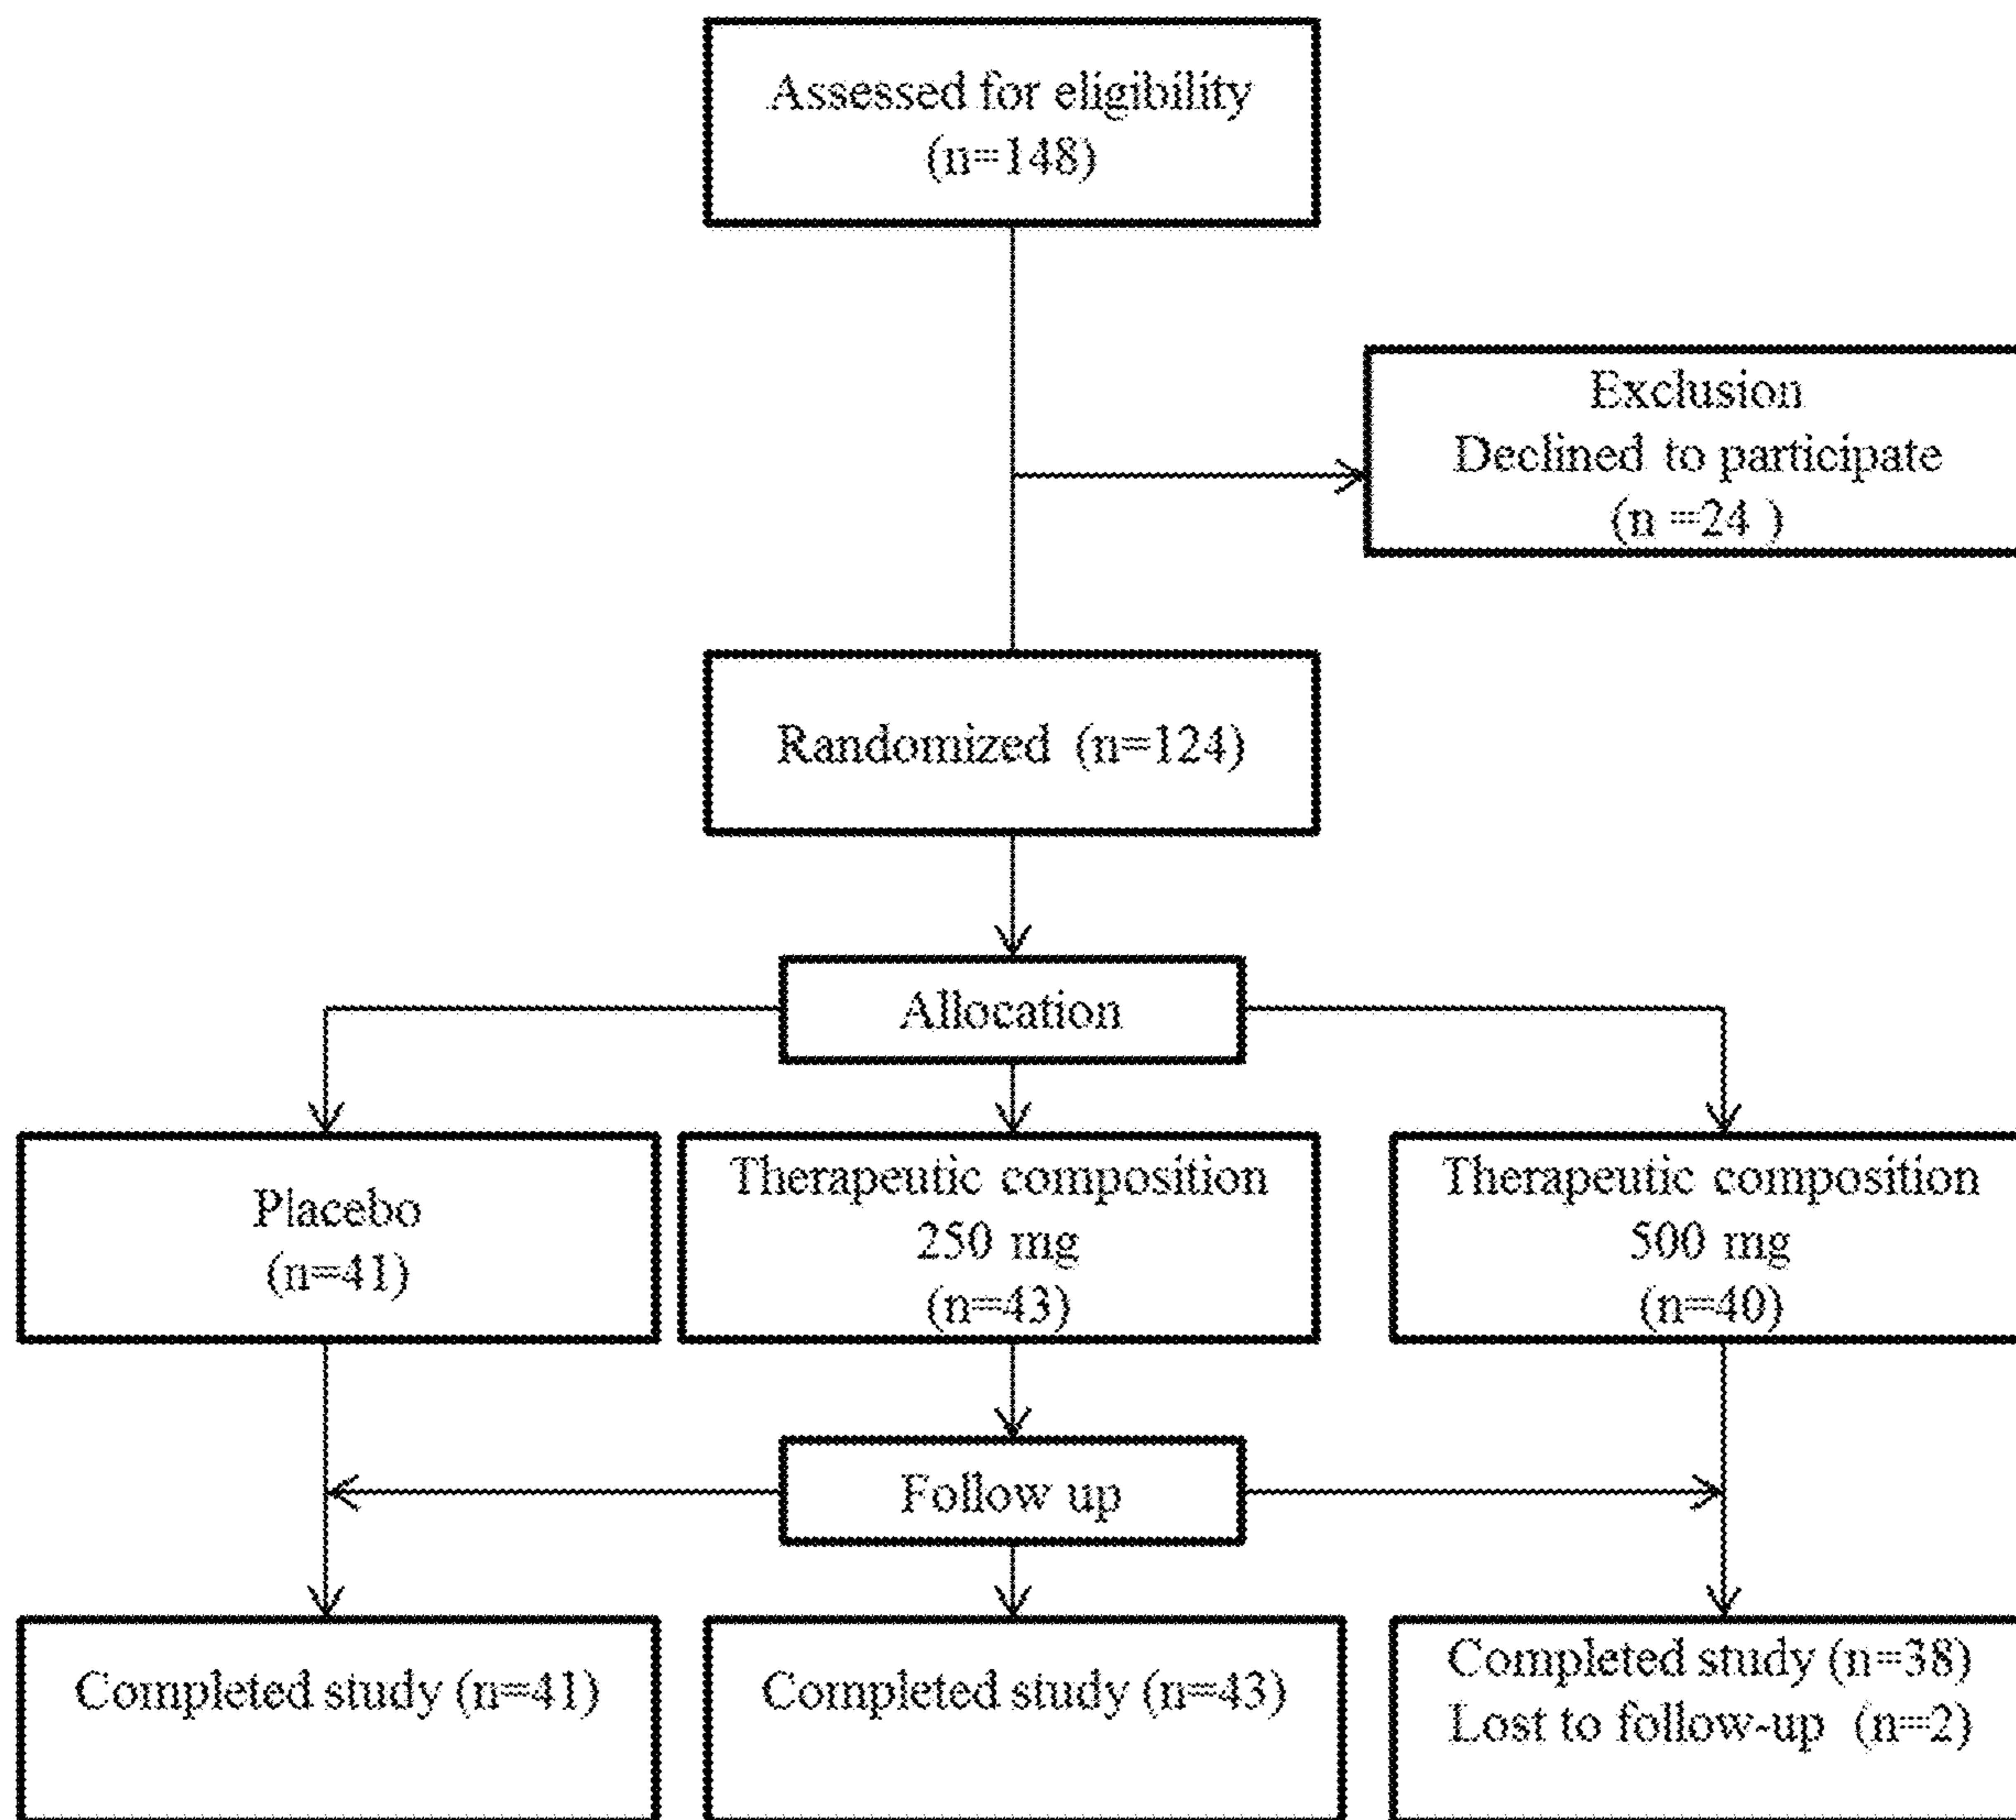 Assessed for eligibility
(n=148)
Exclusion
Declined to participate
(n =24 )
Randomized (n=124)
Allocation
Placebo
(n=41)
Therapeutic composition
250 mg
(n=43)
Therapeutic composition
500 mg
(n=40)
Follow up
Completed study (n=41)
Completed study (n=43)
Completed study (n=38)
Lost to follow-up (n=2)